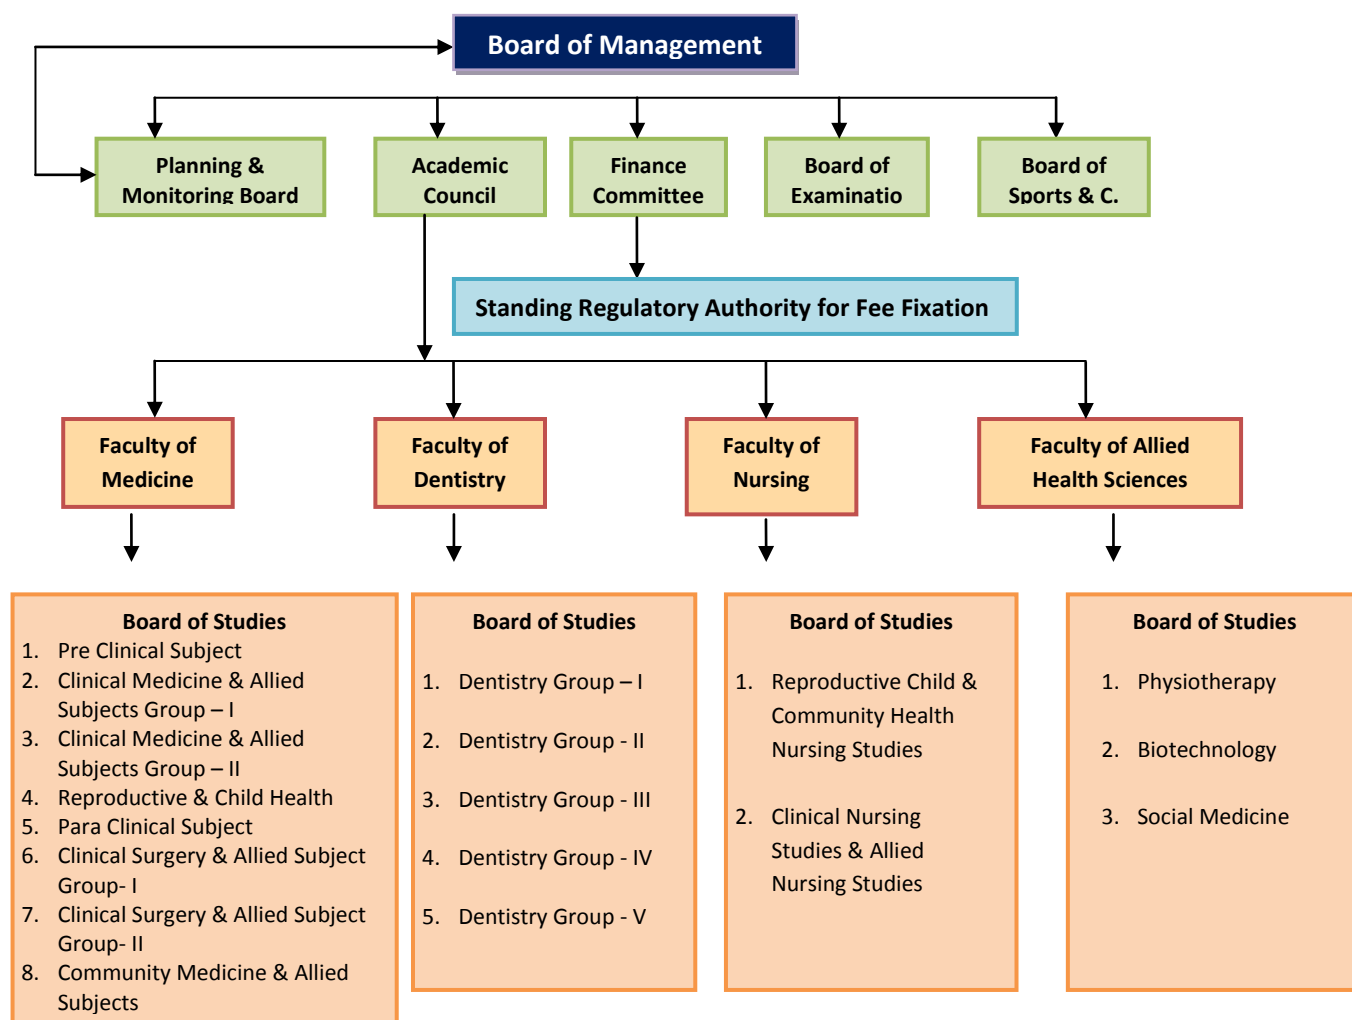 Board of Management
Planning &
Monitoring Board
Academic
Council
Finance
Committee
Board of
Examinatio
Board of
Sports & C.
Standing Regulatory Authority for Fee Fixation
Faculty of
Medicine
Faculty of
Dentistry
Faculty of
Nursing
Faculty of Allied
Health Sciences
Board of Studies
1. Pre Clinical Subject
2. Clinical Medicine & Allied
Subjects Group – I
3. Clinical Medicine & Allied
Subjects Group – II
4. Reproductive & Child Health
5. Para Clinical Subject
6. Clinical Surgery & Allied Subject
Group- I
7. Clinical Surgery & Allied Subject
Group- II
8. Community Medicine & Allied
Subjects
Board of Studies
1. Dentistry Group – I
2. Dentistry Group - II
3. Dentistry Group - III
4. Dentistry Group - IV
5. Dentistry Group - V
Board of Studies
1. Reproductive Child &
Community Health
Nursing Studies
2. Clinical Nursing
Studies & Allied
Nursing Studies
Board of Studies
1. Physiotherapy
2. Biotechnology
3. Social Medicine